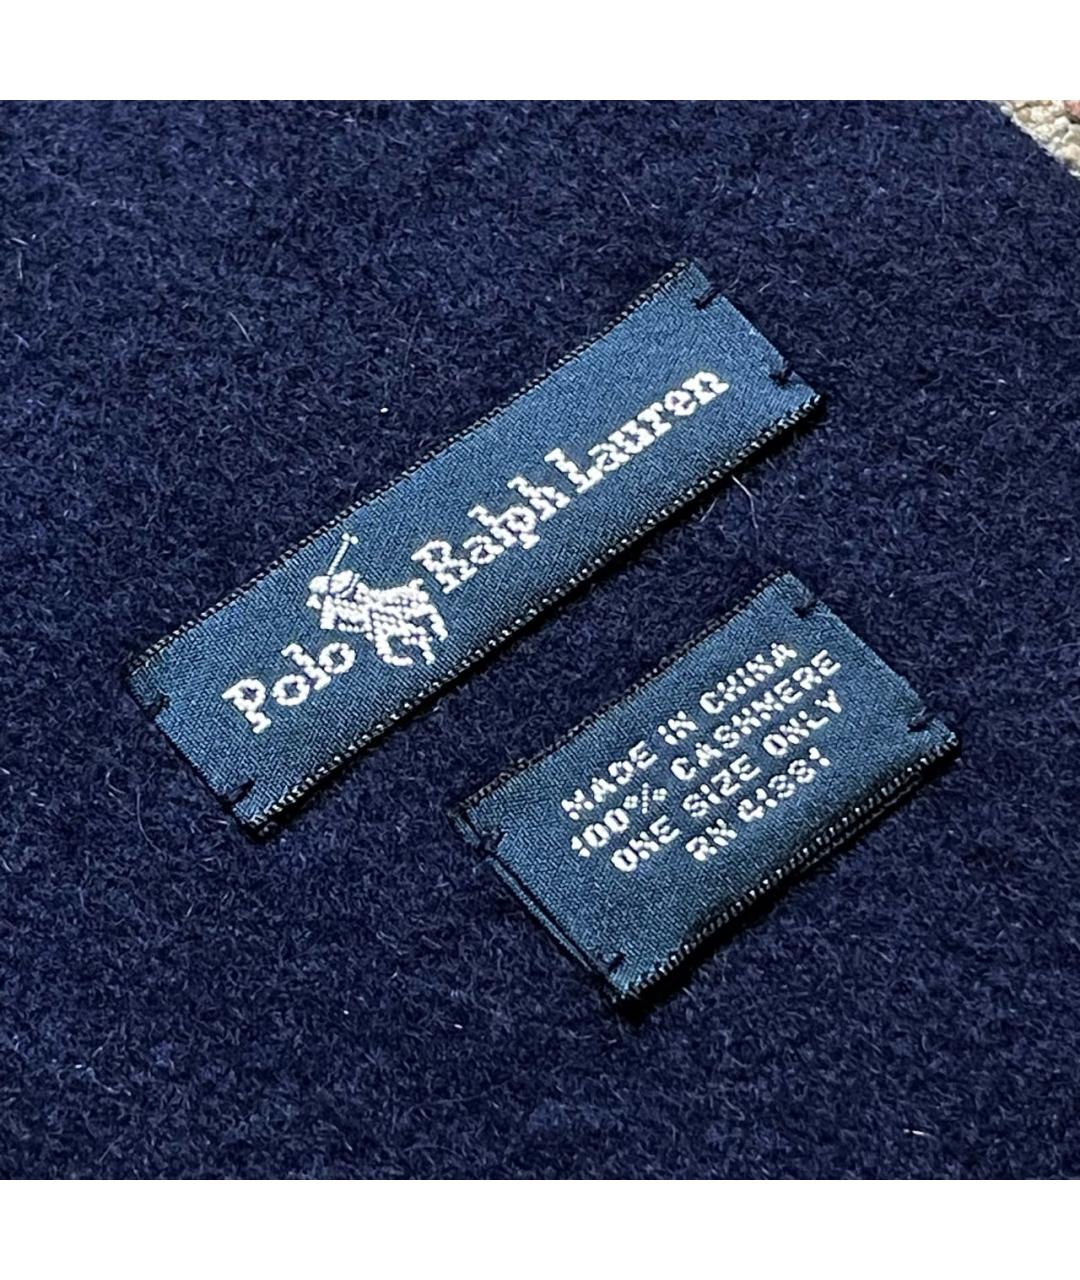 Polo Ralph Lauren
MADE IN CHINA
100% CASHMERE
ONE SIZE ONLY
RN 41381